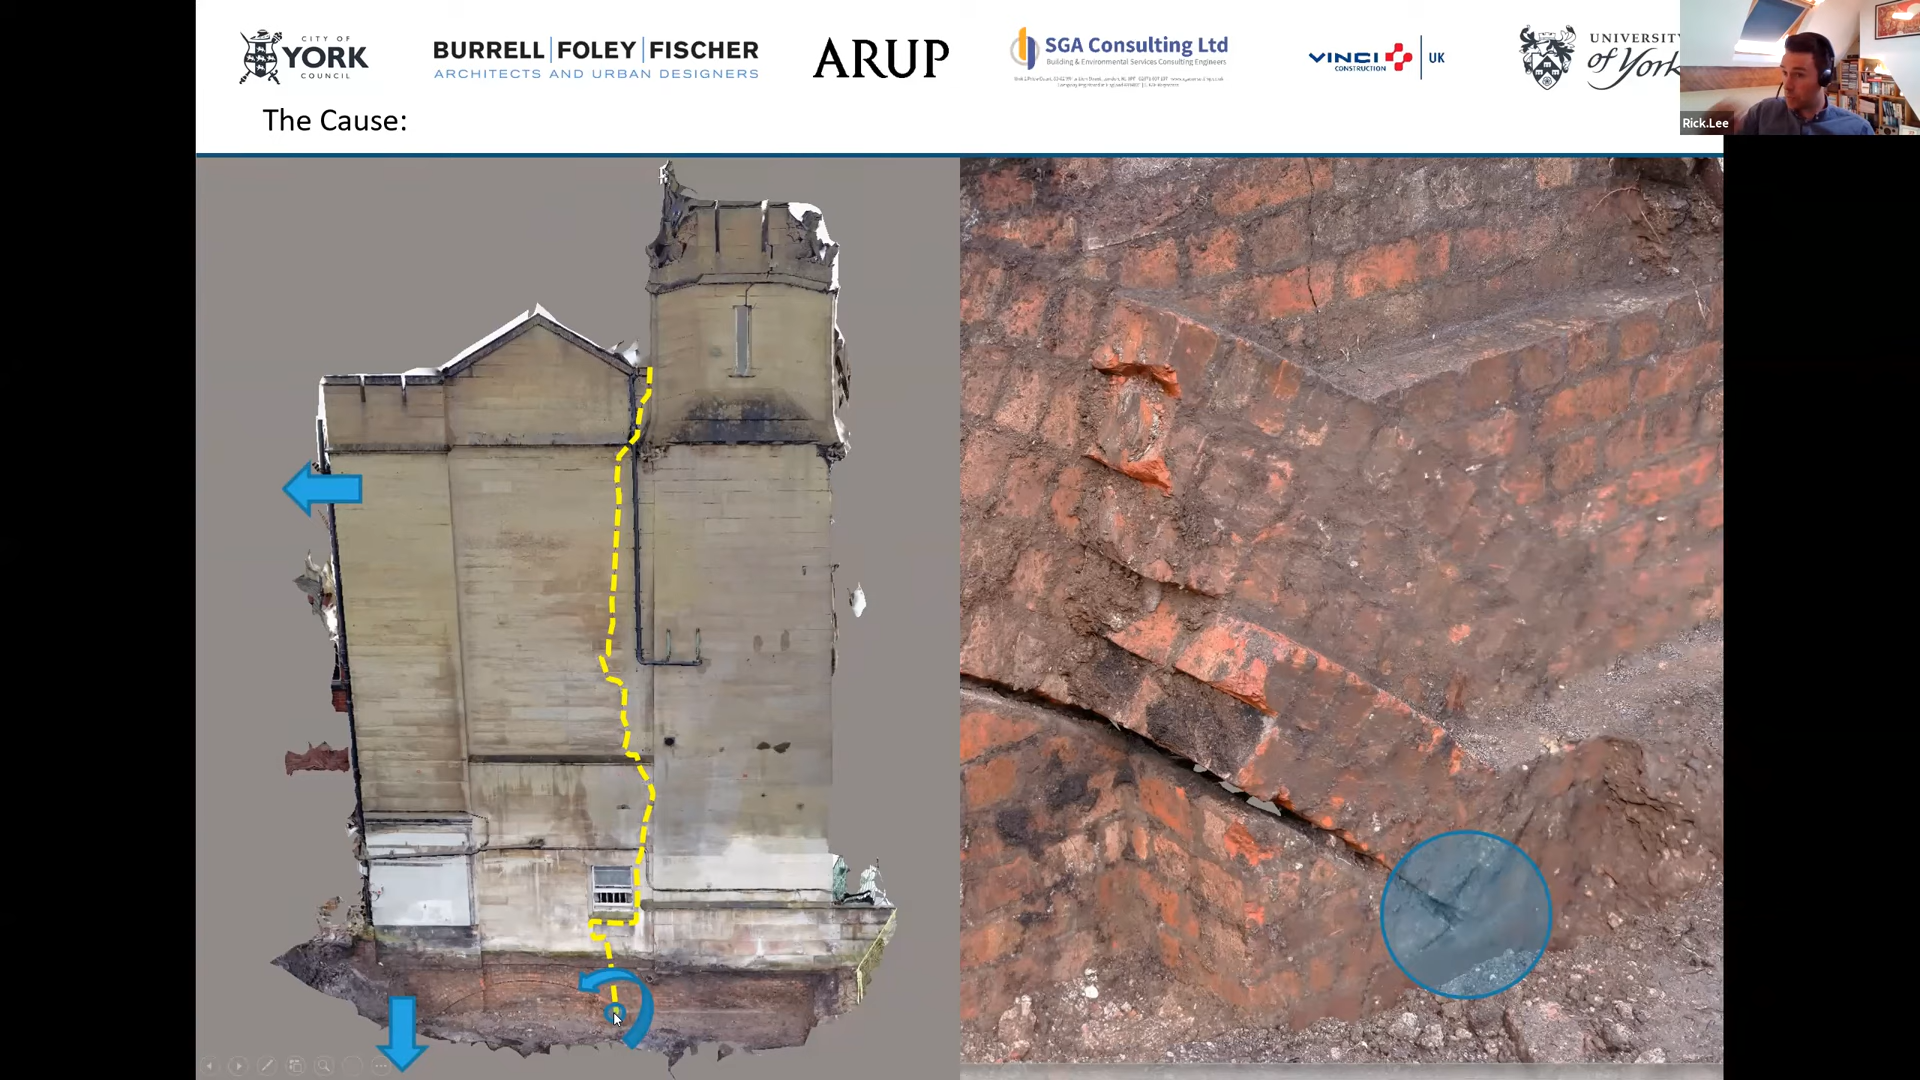 CITY OF
YORK
COUNCIL
BURRELL|FOLEY|FISCHER
ARCHITECTS AND URBAN DESIGNERS
ARUP
SGA Consulting Ltd
Building & Environmental Services Consulting Engineers
VINCI
CONSTRUCTION
UK
UNIVERSITY
of York
Rick.Lee
The Cause: